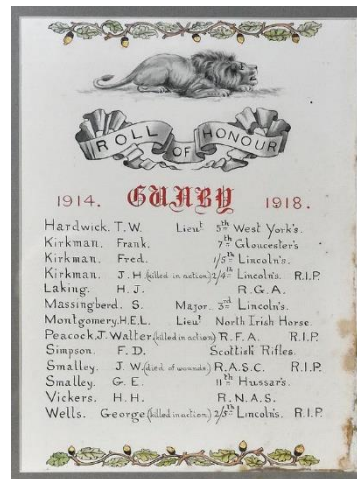 ROLL OF HONOUR
1914. GUNBY 1918.
Hardwick. T.W. Lieut 5th West York's.
Kirkman. Frank. 7th Gloucester's
Kirkman. Fred. 1/5th Lincoln's.
Kirkman. J.H (killed in action) 2/4th Lincoln's. R.I.P.
Laking. H.J. R.G.A.
Massingberd. S. Major. 3rd Lincoln's.
Montgomery. H.E.L. Lieut North Irish Horse.
Peacock. J. Walter (killed in action) R.F.A. R.I.P.
Simpson. F.D. Scottish Rifles.
Smalley. J.W. (died of wounds) R.A.S.C. R.I.P.
Smalley. G.E. 11th Hussar's.
Vickers. H.H. R.N.A.S.
Wells. George (killed in action) 2/5th Lincoln's. R.I.P.